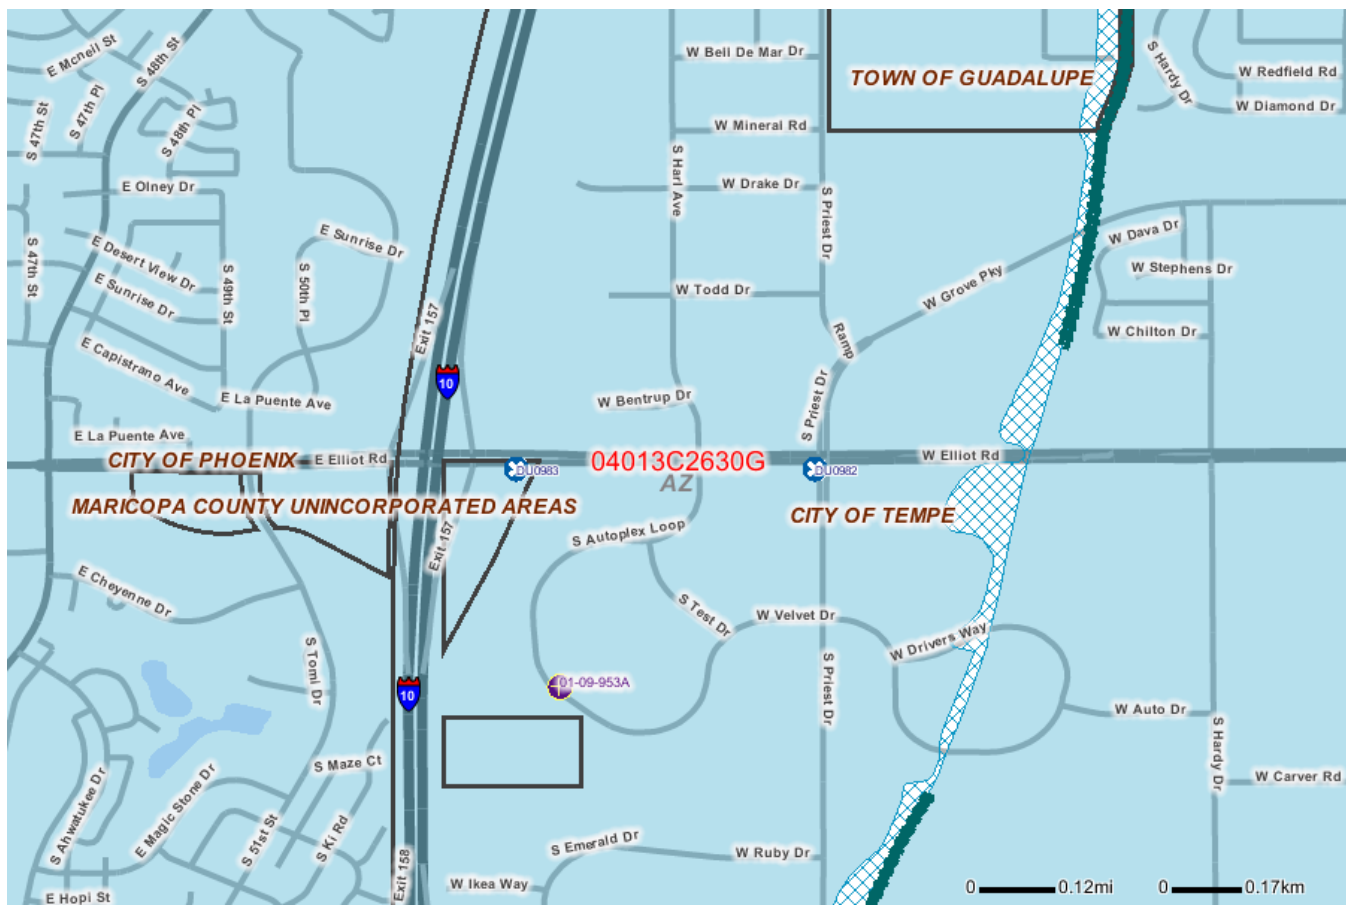 E Mcneil St
S 48th St
W Bell De Mar Dr
TOWN OF GUADALUPE
S Hardy Dr
W Redfield Rd
W Diamond Dr
S 47th St
S 47th Pl
S 48th Pl
W Mineral Rd
S Harl Ave
E Olney Dr
W Drake Dr
S Priest Dr
E Sunrise Dr
W Dava Dr
S 47th St
E Desert View Dr
E Sunrise Dr
S 49th St
S 50th Pl
W Stephens Dr
W Grove Pky
W Todd Dr
Exit 157
Ramp
W Chilton Dr
E Capistrano Ave
10
E La Puente Ave
W Bentrup Dr
S Priest Dr
E La Puente Ave
CITY OF PHOENIX
E Elliot Rd
DU0983
04013C2630G
AZ
DU0982
W Elliot Rd
MARICOPA COUNTY UNINCORPORATED AREAS
CITY OF TEMPE
Exit 157
S Autoplex Loop
E Cheyenne Dr
S Test Dr
W Velvet Dr
W Drivers Way
S Tomi Dr
01-09-953A
10
S Priest Dr
W Auto Dr
S Hardy Dr
S Maze Ct
W Carver Rd
S Ahwatukee Dr
E Magic Stone Dr
S 51st St
S Ki Rd
Exit 158
S Emerald Dr
W Ruby Dr
W Ikea Way
E Hopi St
0 0.12mi 0 0.17km